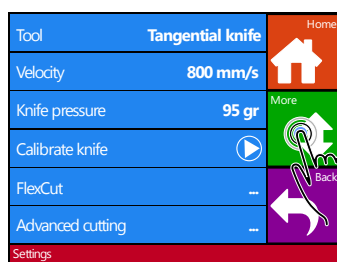 Tool Tangential knife
Velocity 800 mm/s
Knife pressure 95 gr
Calibrate knife
FlexCut ...
Advanced cutting ...
Settings
Home
More
Back